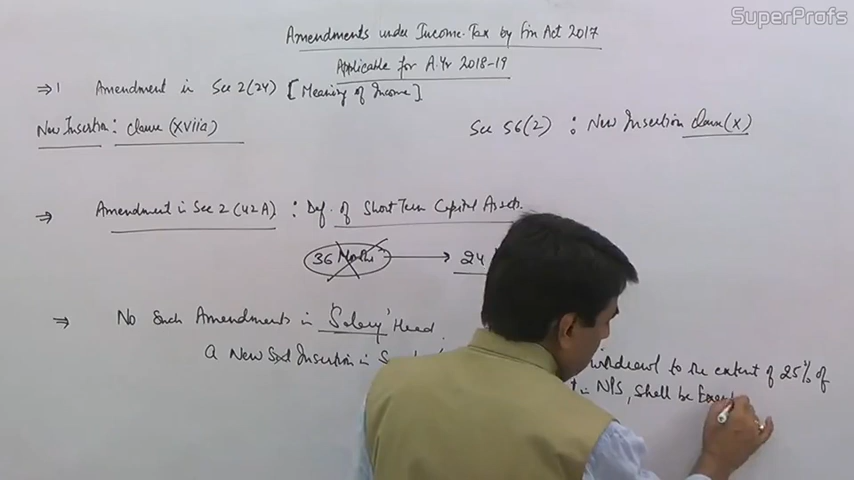 SuperProfs
Amendments under Income Tax by Fin Act 2017
Applicable for A.Yr 2018-19
⇒ 1 Amendment in Sec 2(24) [Meaning of Income]
New Insertion: clause (xviia) Sec 56(2) : New Insertion clause(x)
⇒ Amendment in Sec 2(42A) : Def. of Short Term Capital Assets.
36 Months → 24
⇒ No Such Amendments in 'Salary' Head.
A New Insertion in to the extent of 25% of
in NPS, shall be